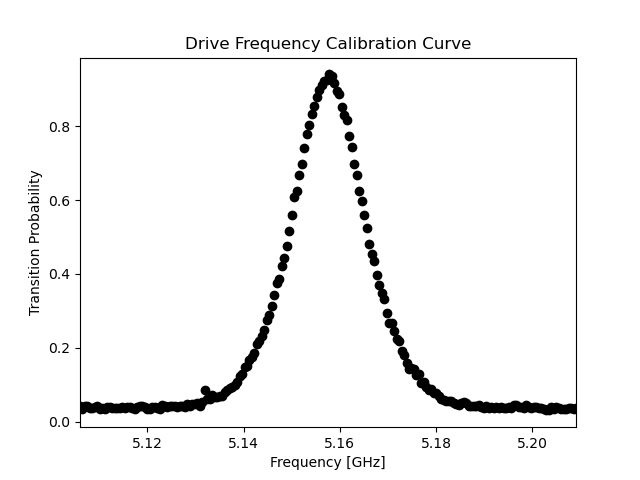 Drive Frequency Calibration Curve
Transition Probability
0.8
0.6
0.4
0.2
0.0
5.12 5.14 5.16 5.18 5.20
Frequency [GHz]